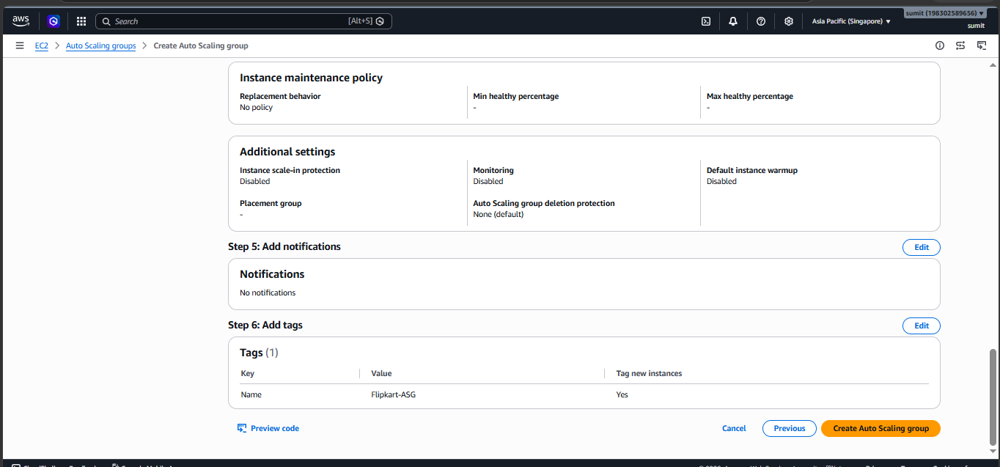 aws
Search [Alt+S]
Asia Pacific (Singapore) ▼
sumit (198302589656) ▼
sumit
EC2 > Auto Scaling groups > Create Auto Scaling group
Instance maintenance policy
Replacement behavior Min healthy percentage Max healthy percentage
No policy - -
Additional settings
Instance scale-in protection Monitoring Default instance warmup
Disabled Disabled Disabled
Placement group Auto Scaling group deletion protection
- None (default)
Step 5: Add notifications Edit
Notifications
No notifications
Step 6: Add tags Edit
Tags (1)
Key Value Tag new instances
Name Flipkart-ASG Yes
Preview code Cancel Previous Create Auto Scaling group